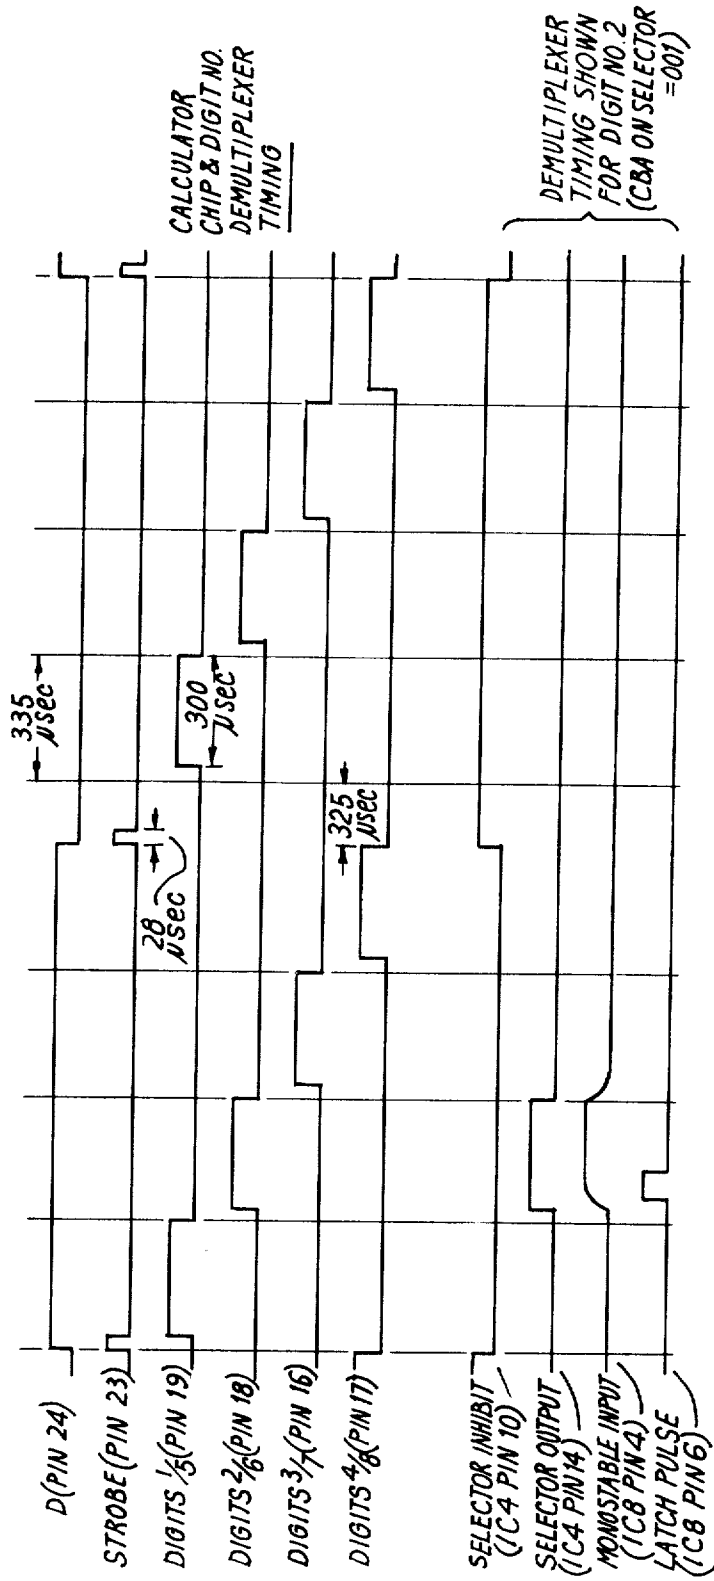 D (PIN 24)
STROBE (PIN 23)
DIGITS 1/5 (PIN 19)
DIGITS 2/6 (PIN 18)
DIGITS 3/7 (PIN 16)
DIGITS 4/8 (PIN 17)
SELECTOR INHIBIT
(IC4 PIN 10)
SELECTOR OUTPUT
(IC4 PIN 14)
MONOSTABLE INPUT
(IC8 PIN 4)
LATCH PULSE
(IC8 PIN 6)
28
µsec
335
µsec
300
µsec
325
µsec
CALCULATOR
CHIP & DIGIT NO.
DEMULTIPLEXER
TIMING
DEMULTIPLEXER
TIMING SHOWN
FOR DIGIT NO. 2
(CBA ON SELECTOR
=001)